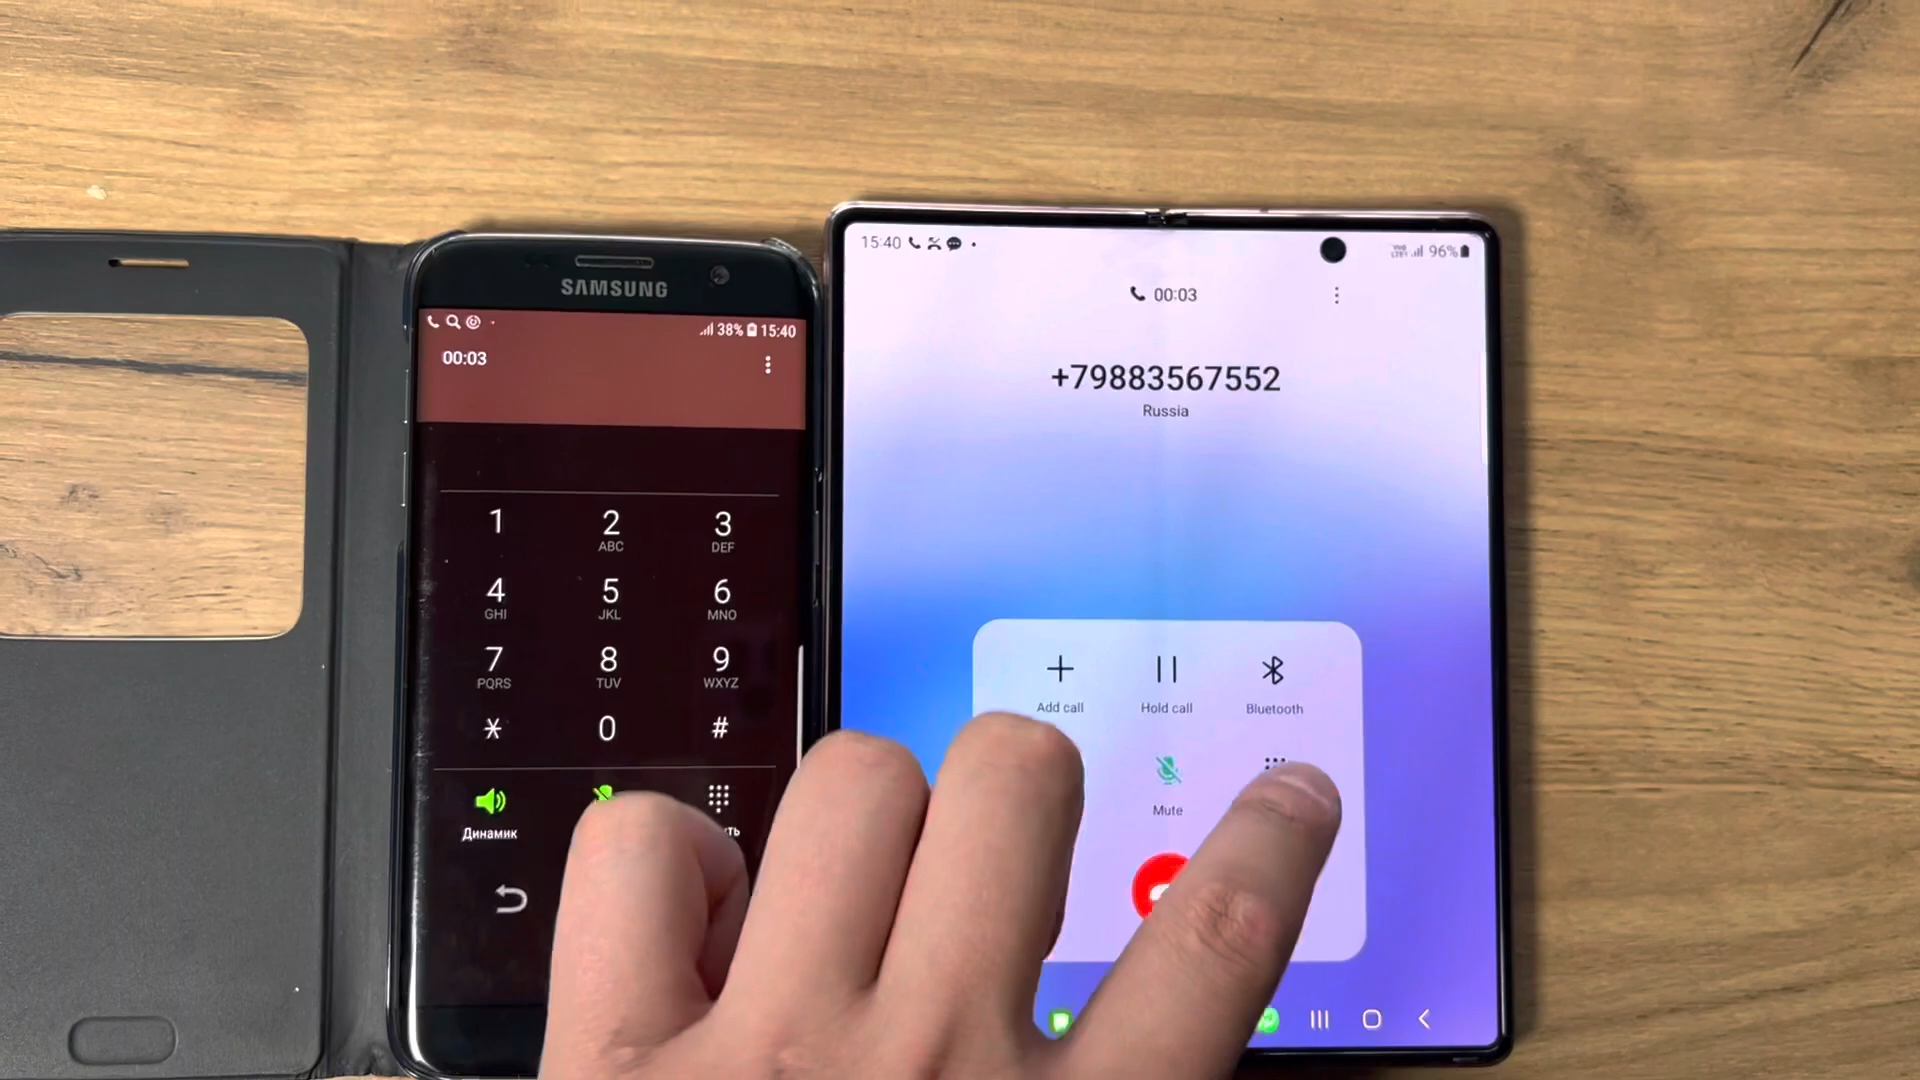 SAMSUNG
38% 15:40
00:03
1 2 3
ABC DEF
4 5 6
GHI JKL MNO
7 8 9
PQRS TUV WXYZ
* 0 #
Динамик
15:40
96%
00:03
+79883567552
Russia
Add call Hold call Bluetooth
Mute